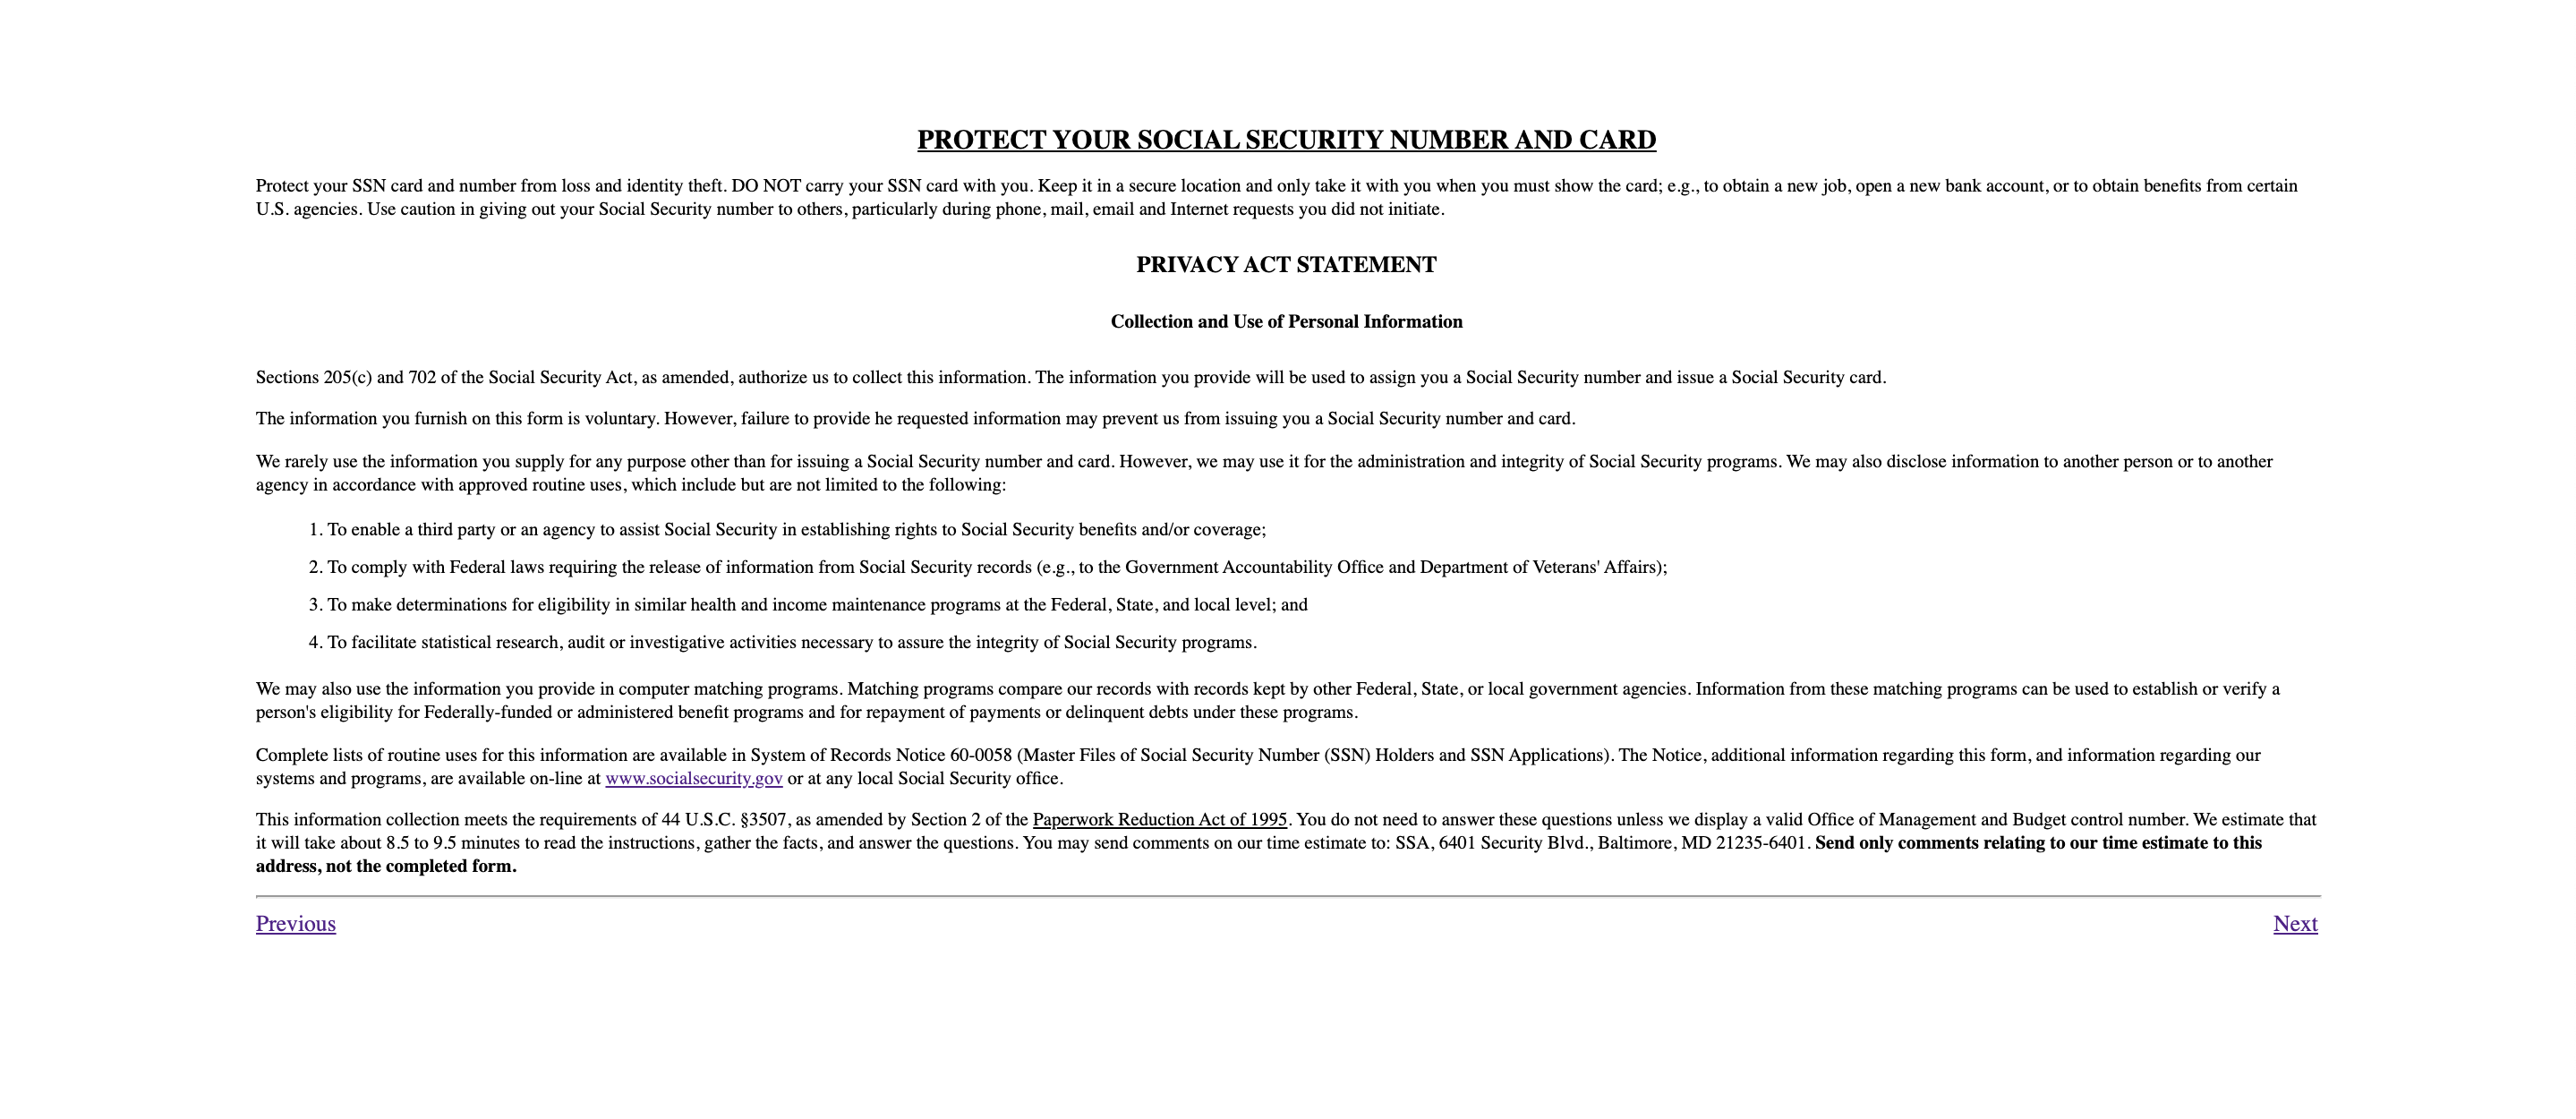 PROTECT YOUR SOCIAL SECURITY NUMBER AND CARD
Protect your SSN card and number from loss and identity theft. DO NOT carry your SSN card with you. Keep it in a secure location and only take it with you when you must show the card; e.g., to obtain a new job, open a new bank account, or to obtain benefits from certain
U.S. agencies. Use caution in giving out your Social Security number to others, particularly during phone, mail, email and Internet requests you did not initiate.
PRIVACY ACT STATEMENT
Collection and Use of Personal Information
Sections 205(c) and 702 of the Social Security Act, as amended, authorize us to collect this information. The information you provide will be used to assign you a Social Security number and issue a Social Security card.
The information you furnish on this form is voluntary. However, failure to provide he requested information may prevent us from issuing you a Social Security number and card.
We rarely use the information you supply for any purpose other than for issuing a Social Security number and card. However, we may use it for the administration and integrity of Social Security programs. We may also disclose information to another person or to another
agency in accordance with approved routine uses, which include but are not limited to the following:
1. To enable a third party or an agency to assist Social Security in establishing rights to Social Security benefits and/or coverage;
2. To comply with Federal laws requiring the release of information from Social Security records (e.g., to the Government Accountability Office and Department of Veterans' Affairs);
3. To make determinations for eligibility in similar health and income maintenance programs at the Federal, State, and local level; and
4. To facilitate statistical research, audit or investigative activities necessary to assure the integrity of Social Security programs.
We may also use the information you provide in computer matching programs. Matching programs compare our records with records kept by other Federal, State, or local government agencies. Information from these matching programs can be used to establish or verify a
person's eligibility for Federally-funded or administered benefit programs and for repayment of payments or delinquent debts under these programs.
Complete lists of routine uses for this information are available in System of Records Notice 60-0058 (Master Files of Social Security Number (SSN) Holders and SSN Applications). The Notice, additional information regarding this form, and information regarding our
systems and programs, are available on-line at www.socialsecurity.gov or at any local Social Security office.
This information collection meets the requirements of 44 U.S.C. §3507, as amended by Section 2 of the Paperwork Reduction Act of 1995. You do not need to answer these questions unless we display a valid Office of Management and Budget control number. We estimate that
it will take about 8.5 to 9.5 minutes to read the instructions, gather the facts, and answer the questions. You may send comments on our time estimate to: SSA, 6401 Security Blvd., Baltimore, MD 21235-6401. Send only comments relating to our time estimate to this
address, not the completed form.
Previous
Next